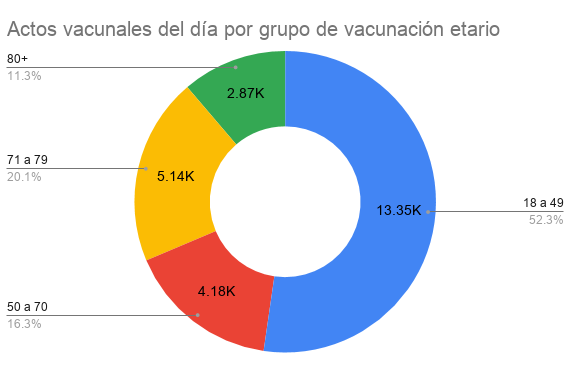 Actos vacunales del día por grupo de vacunación etario
80+
11.3%
2.87K
71 a 79
20.1%
5.14K
13.35K
18 a 49
52.3%
4.18K
50 a 70
16.3%